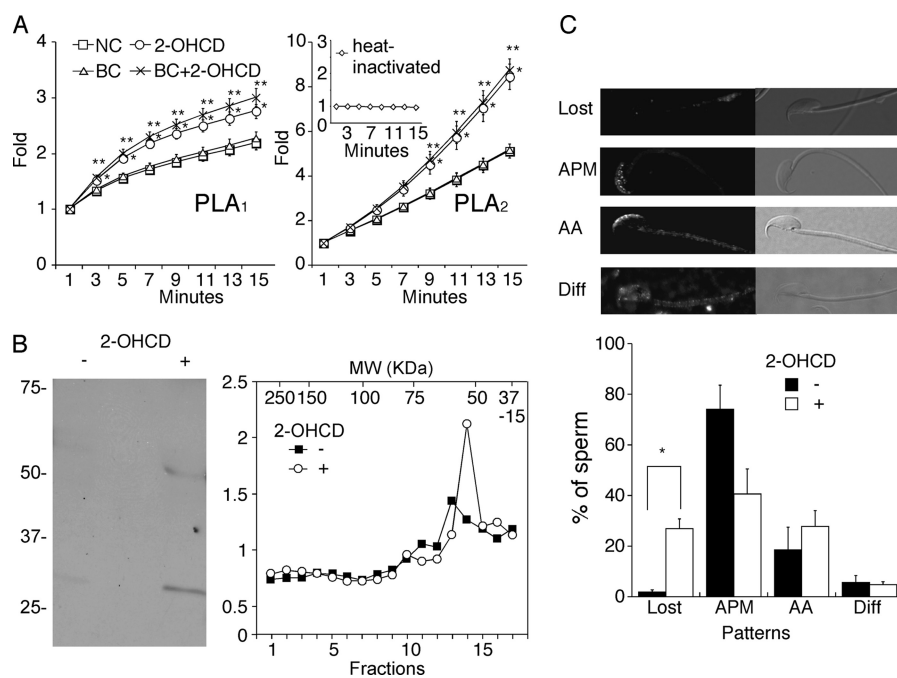 A
4
3
2
1
0
Fold
NC
2-OHCD
BC
BC+2-OHCD
**
**
**
**
**
**
**
*
*
*
*
*
*
*
PLA1
1 3 5 7 9 11 13 15
Minutes
10
8
6
4
2
0
Fold
3
2
1
0
heat-inactivated
3 7 11 15
Minutes
**
**
**
**
*
*
*
*
PLA2
1 3 5 7 9 11 13 15
Minutes
B
2-OHCD
- +
75-
50-
37-
25-
MW (KDa)
250 150 100 75 50 37
-15
2.5
2
1.5
1
0.5
0
2-OHCD
-
+
1 5 10 15
Fractions
C
Lost
APM
AA
Diff
100
80
60
40
20
0
% of sperm
2-OHCD
-
+
*
Lost APM AA Diff
Patterns